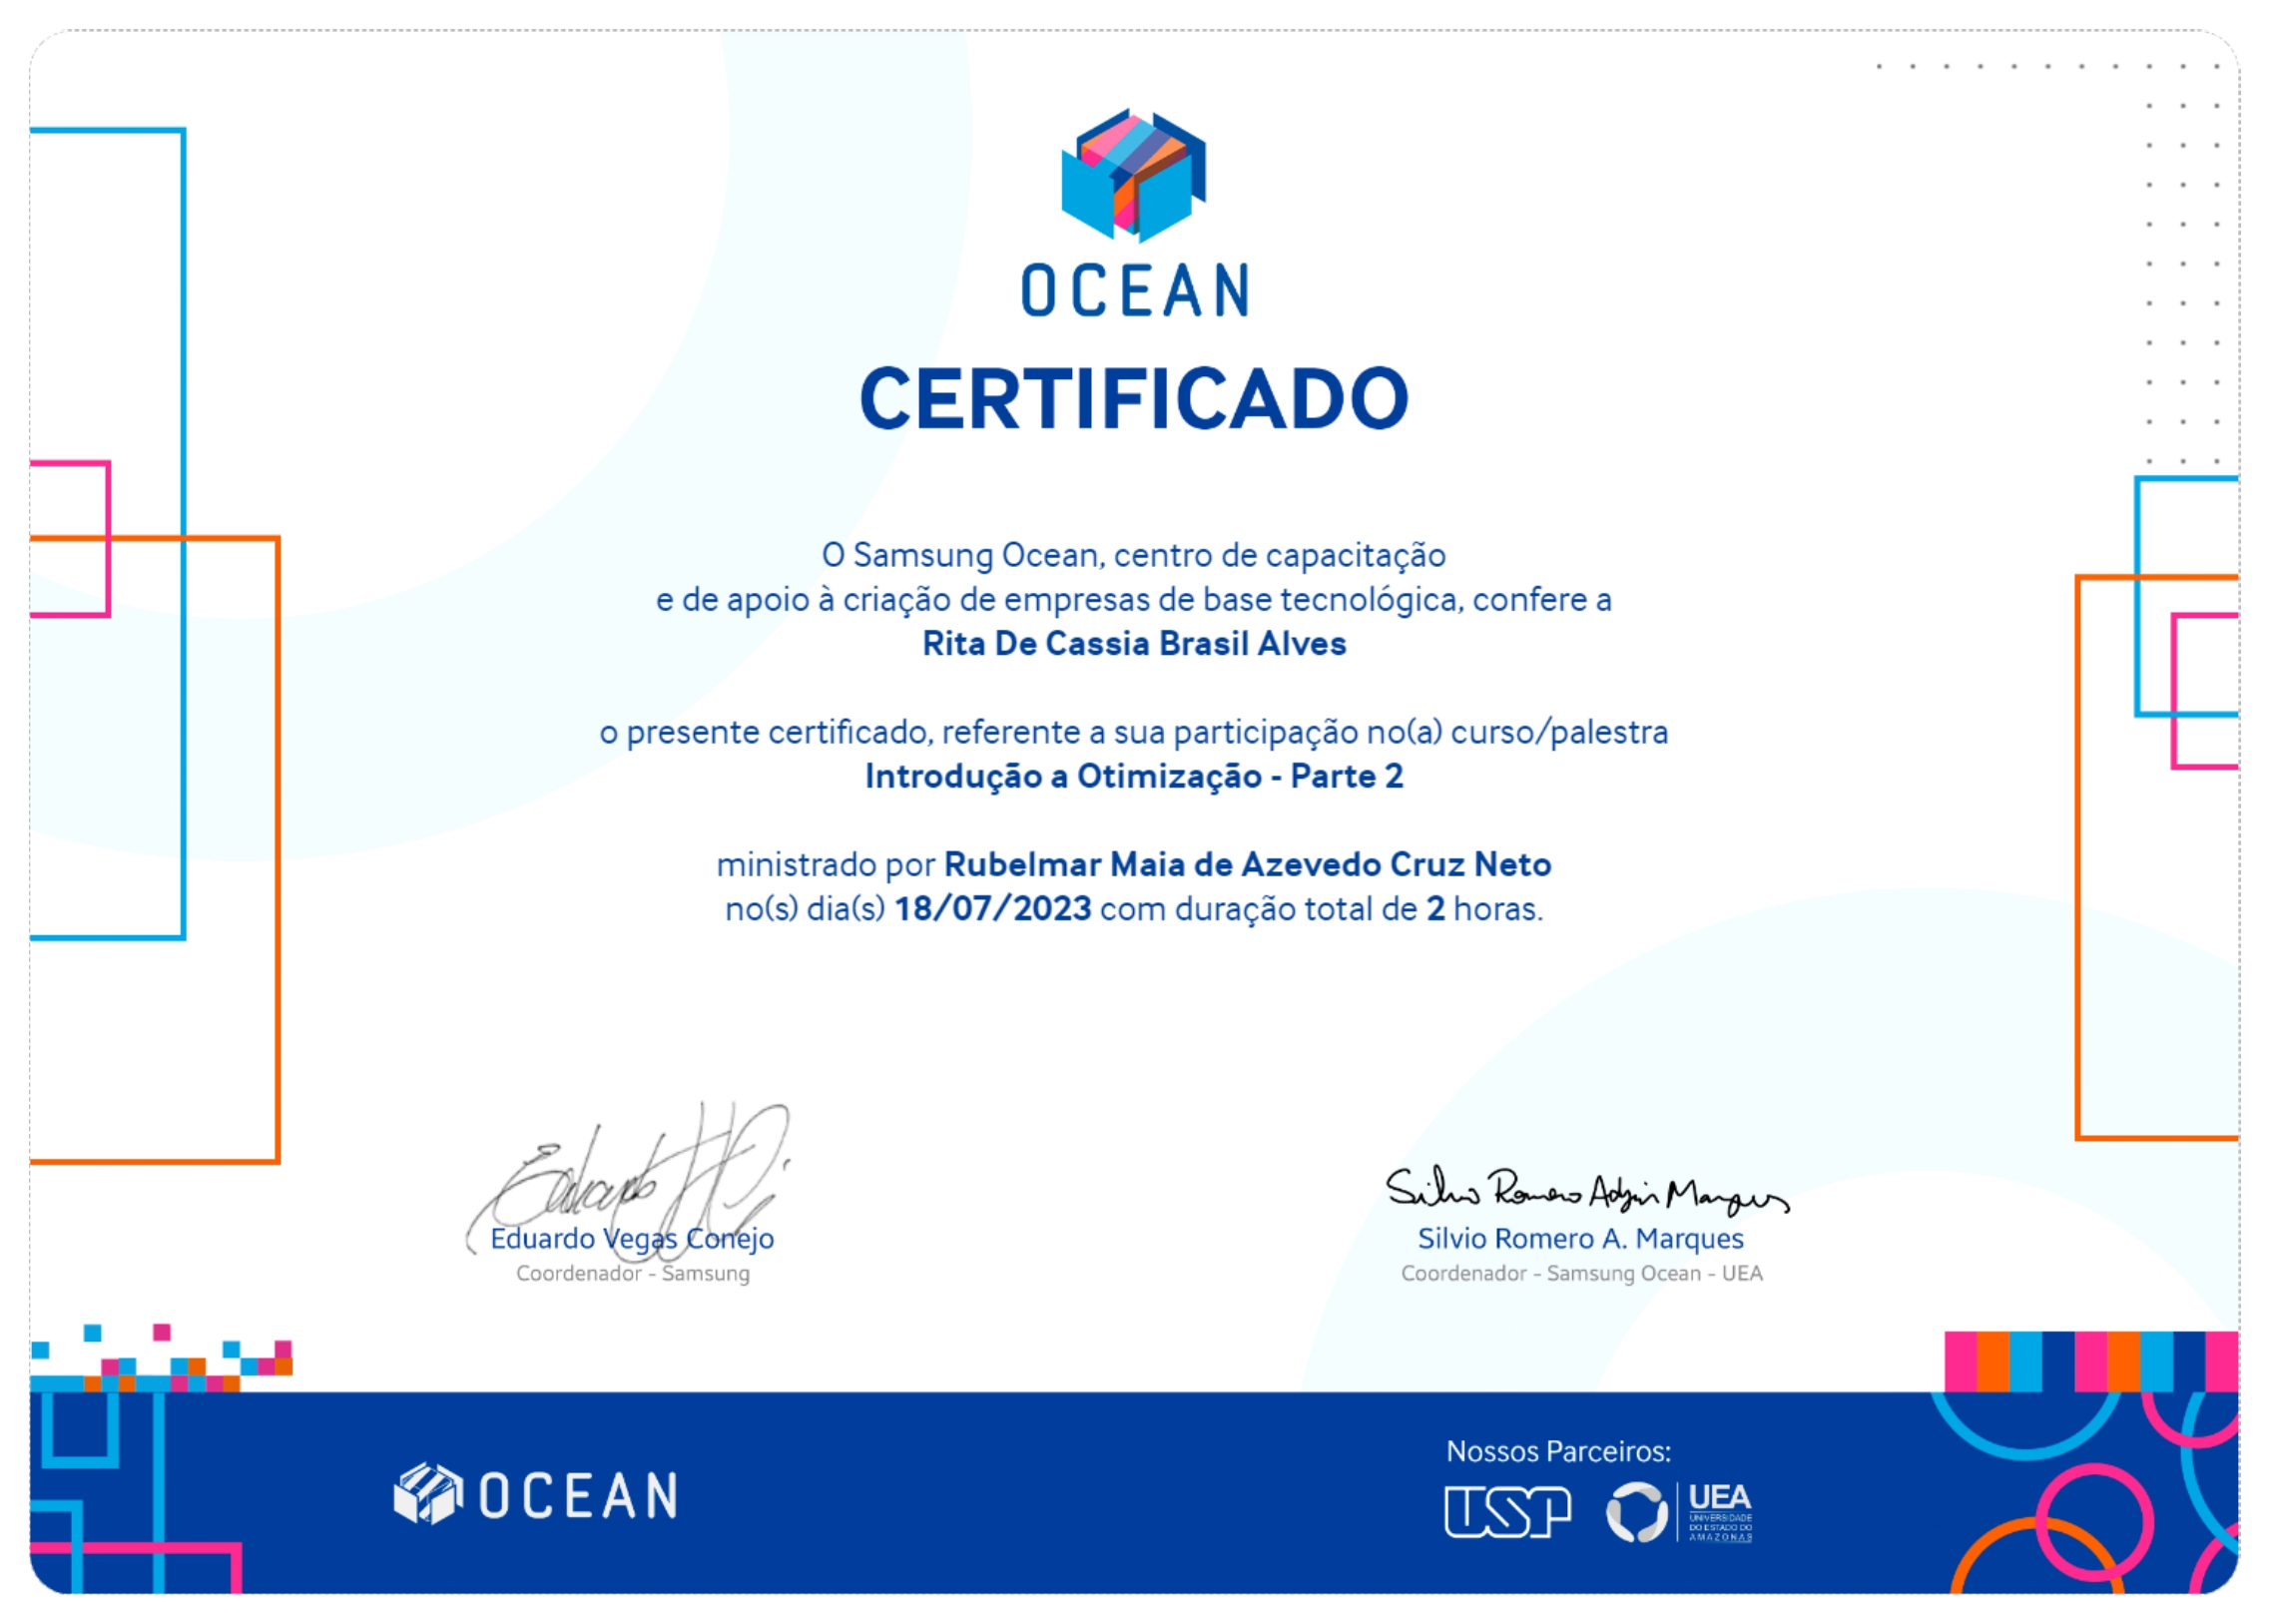 OCEAN
CERTIFICADO
O Samsung Ocean, centro de capacitação
e de apoio à criação de empresas de base tecnológica, confere a
Rita De Cassia Brasil Alves
o presente certificado, referente a sua participação no(a) curso/palestra
Introdução a Otimização - Parte 2
ministrado por Rubelmar Maia de Azevedo Cruz Neto
no(s) dia(s) 18/07/2023 com duração total de 2 horas.
Eduardo
Eduardo Vegas Conejo
Coordenador - Samsung
Silvio Romero Adjin Marques
Silvio Romero A. Marques
Coordenador - Samsung Ocean - UEA
OCEAN
Nossos Parceiros:
USP
UEA
UNIVERSIDADE
DO ESTADO DO
AMAZONAS